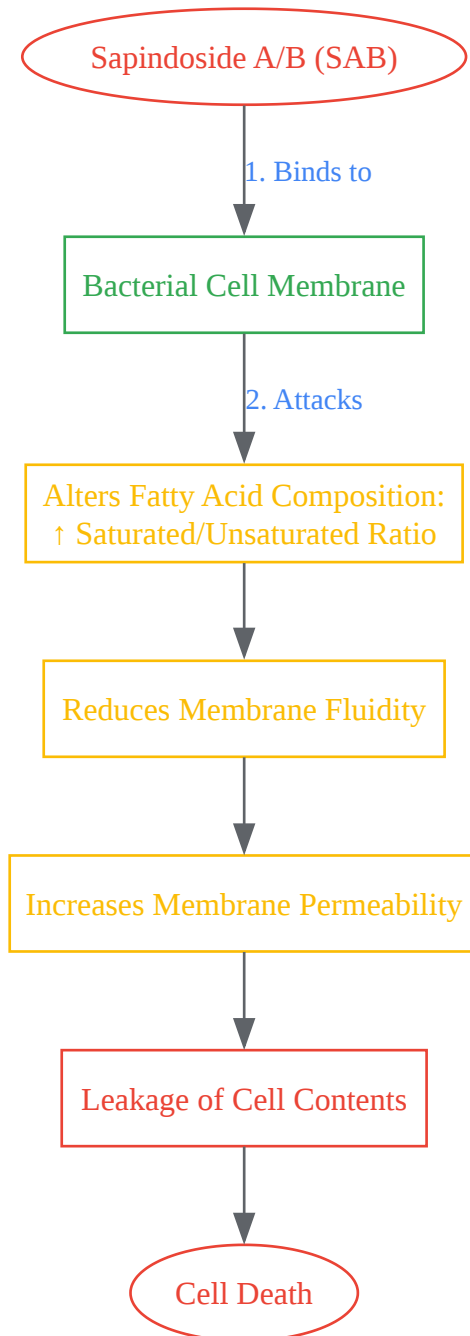 Sapindoside A/B (SAB)
1. Binds to
Bacterial Cell Membrane
2. Attacks
Alters Fatty Acid Composition:
↑ Saturated/Unsaturated Ratio
Reduces Membrane Fluidity
Increases Membrane Permeability
Leakage of Cell Contents
Cell Death